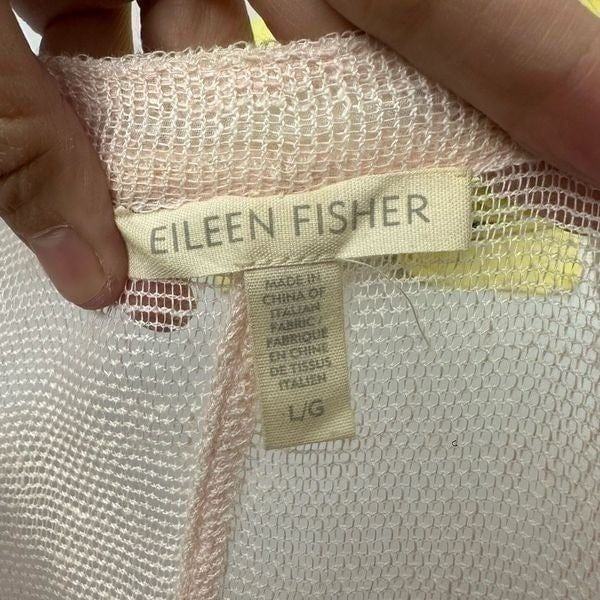 EILEEN FISHER
MADE IN
CHINA OF
ITALIAN
FABRIC/
FABRIQUE
EN CHINE
DE TISSUS
ITALIEN
L/G